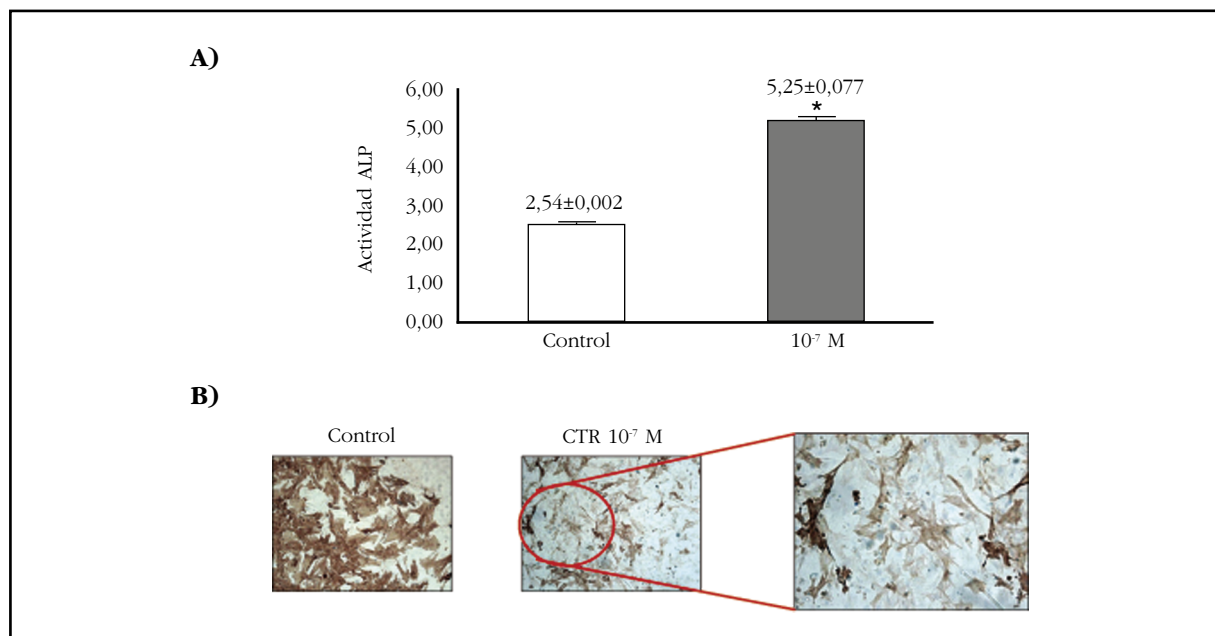 A)
5,25±0,077
*
2,54±0,002
Actividad ALP
6,00
5,00
4,00
3,00
2,00
1,00
0,00
Control
10⁻⁷ M
B)
Control
CTR 10⁻⁷ M